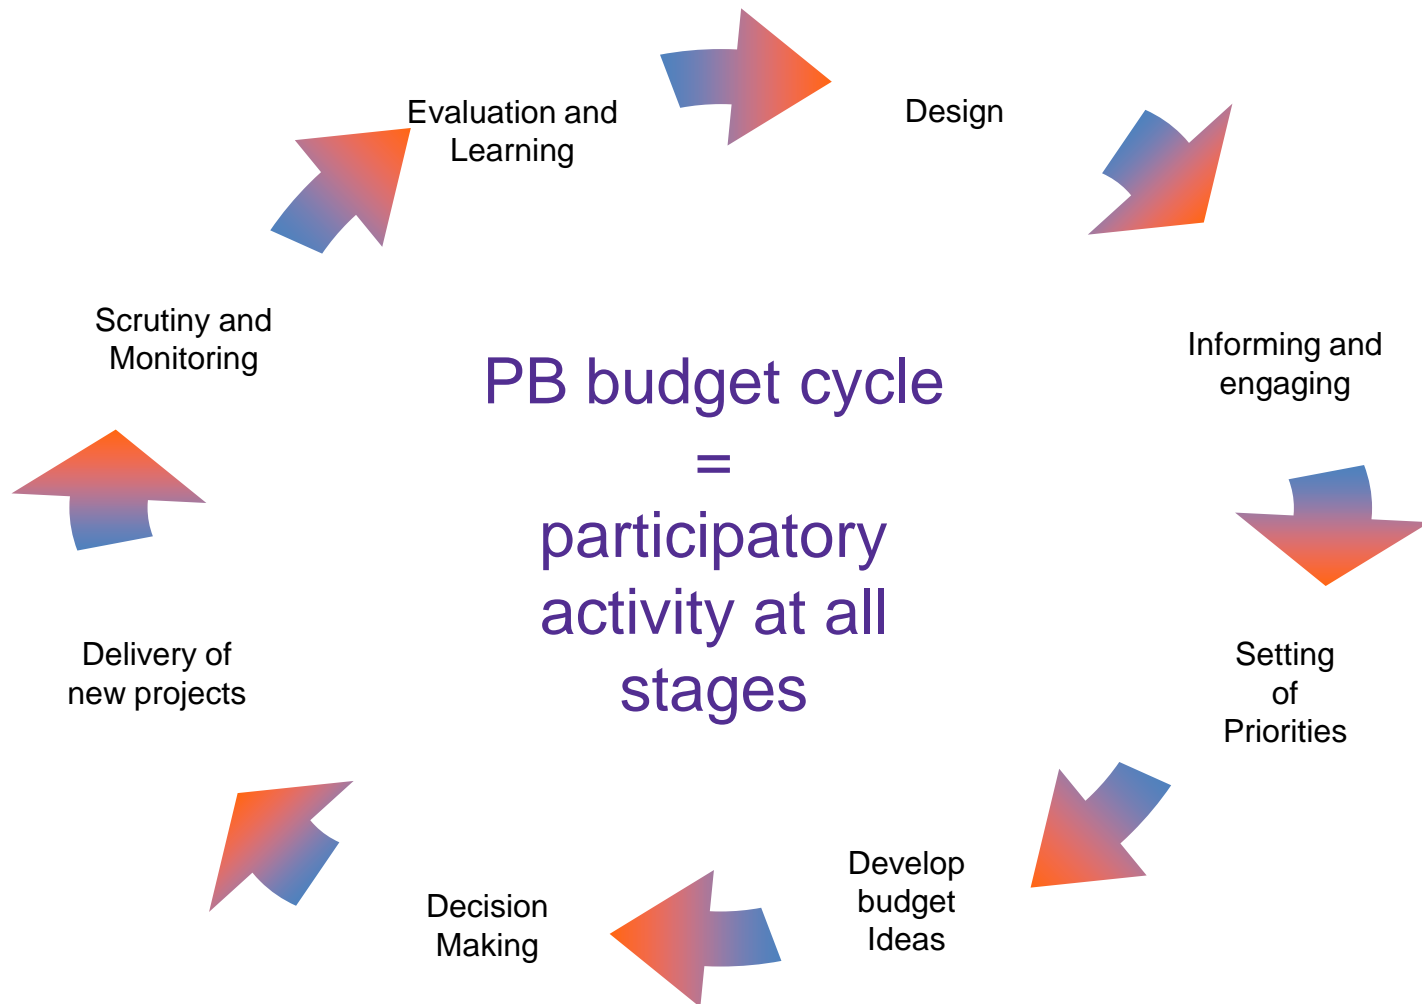 Evaluation and
Learning
Design
Informing and
engaging
Setting
of
Priorities
Develop
budget
Ideas
Decision
Making
Delivery of
new projects
Scrutiny and
Monitoring
PB budget cycle
=
participatory
activity at all
stages